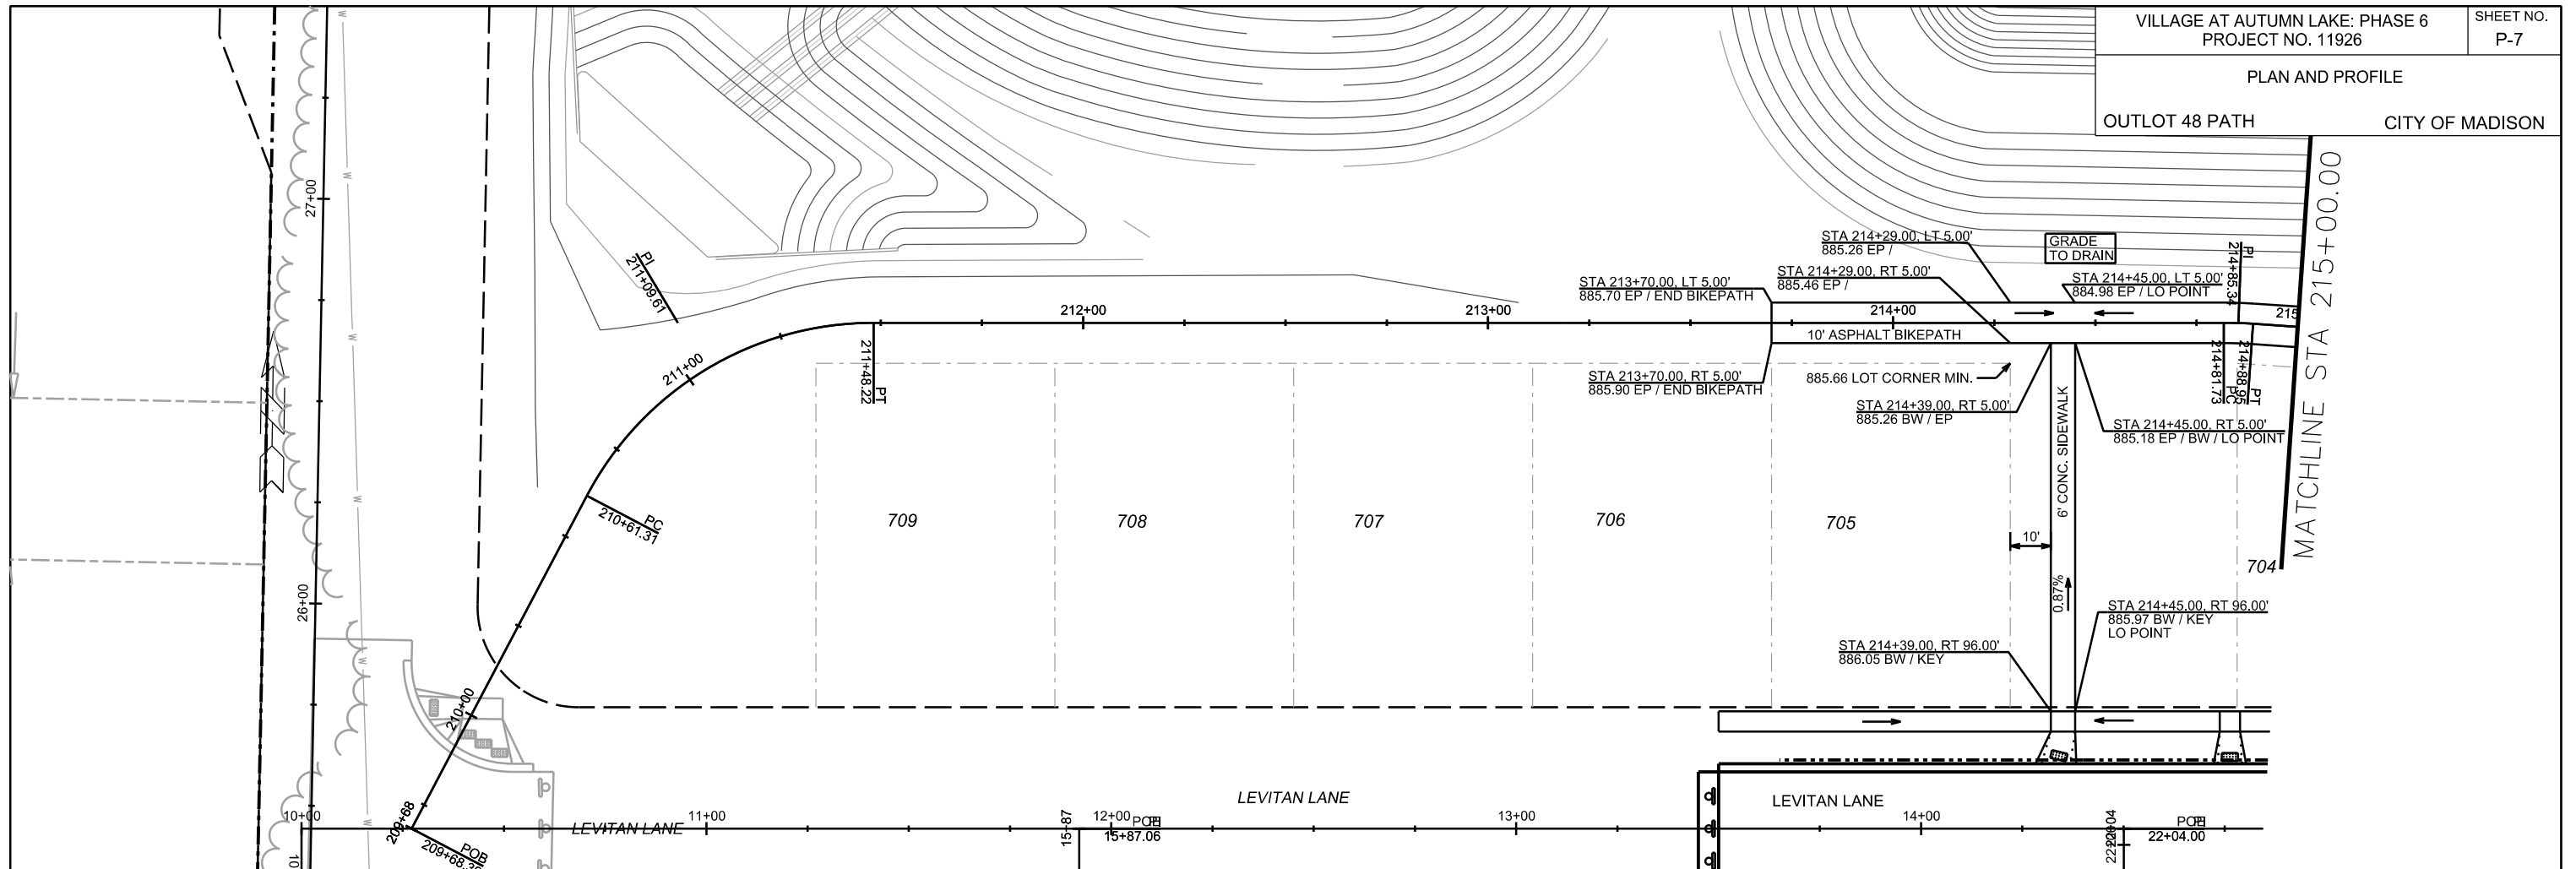 VILLAGE AT AUTUMN LAKE: PHASE 6
PROJECT NO. 11926
SHEET NO.
P-7
PLAN AND PROFILE
OUTLOT 48 PATH
CITY OF MADISON
MATCHLINE STA 215+00.00
W
W
W
W
W
W
W
27+00
26+00
PI
211+09.61
211+00
PC
210+61.31
210+00
209+68
POB
211+48.22
PT
212+00
213+00
214+00
215
STA 213+70.00, LT 5.00'
885.70 EP / END BIKEPATH
STA 214+29.00, LT 5.00'
885.26 EP /
STA 214+29.00, RT 5.00'
885.46 EP /
GRADE
TO DRAIN
STA 214+45.00, LT 5.00'
884.98 EP / LO POINT
PI
214+85.34
10' ASPHALT BIKEPATH
STA 213+70.00, RT 5.00'
885.90 EP / END BIKEPATH
885.66 LOT CORNER MIN.
STA 214+39.00, RT 5.00'
885.26 BW / EP
6' CONC. SIDEWALK
STA 214+45.00, RT 5.00'
885.18 EP / BW / LO POINT
214+81.73
PC
214+88.95
PT
709
708
707
706
705
704
10'
0.87%
STA 214+45.00, RT 96.00'
885.97 BW / KEY
LO POINT
STA 214+39.00, RT 96.00'
886.05 BW / KEY
LEVITAN LANE
LEVITAN LANE
LEVITAN LANE
10+00
11+00
12+00
13+00
14+00
15+87
15+87.06
22+04.00
10